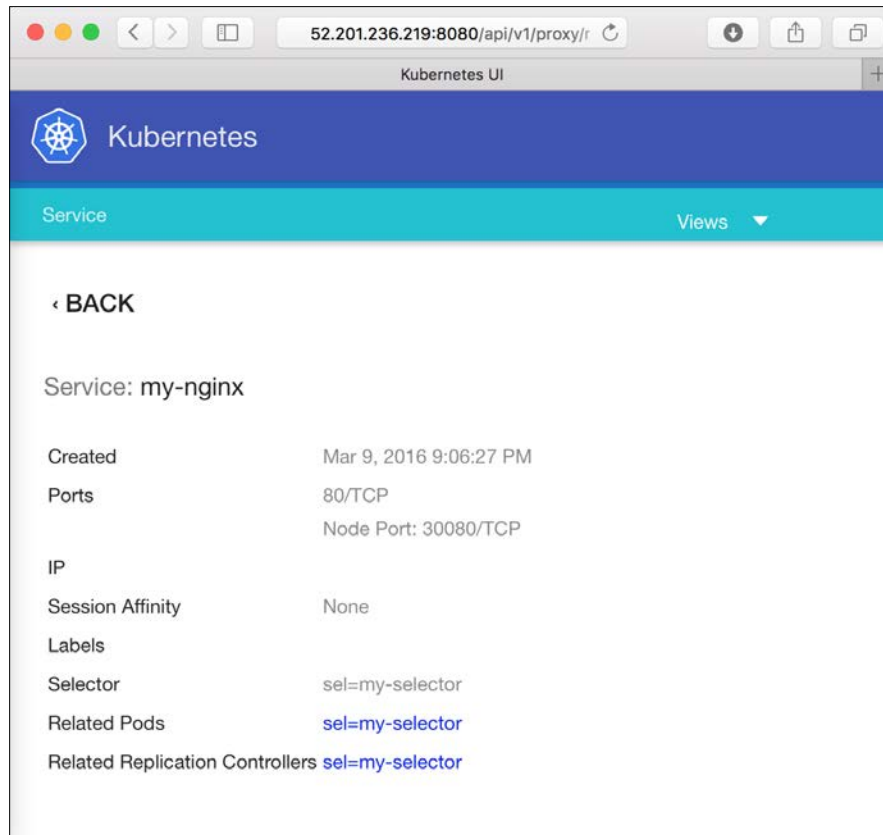 52.201.236.219:8080/api/v1/proxy/
Kubernetes UI
Kubernetes
Service
Views
‹ BACK
Service: my-nginx
Created Mar 9, 2016 9:06:27 PM
Ports 80/TCP
Node Port: 30080/TCP
IP
Session Affinity None
Labels
Selector sel=my-selector
Related Pods sel=my-selector
Related Replication Controllers sel=my-selector